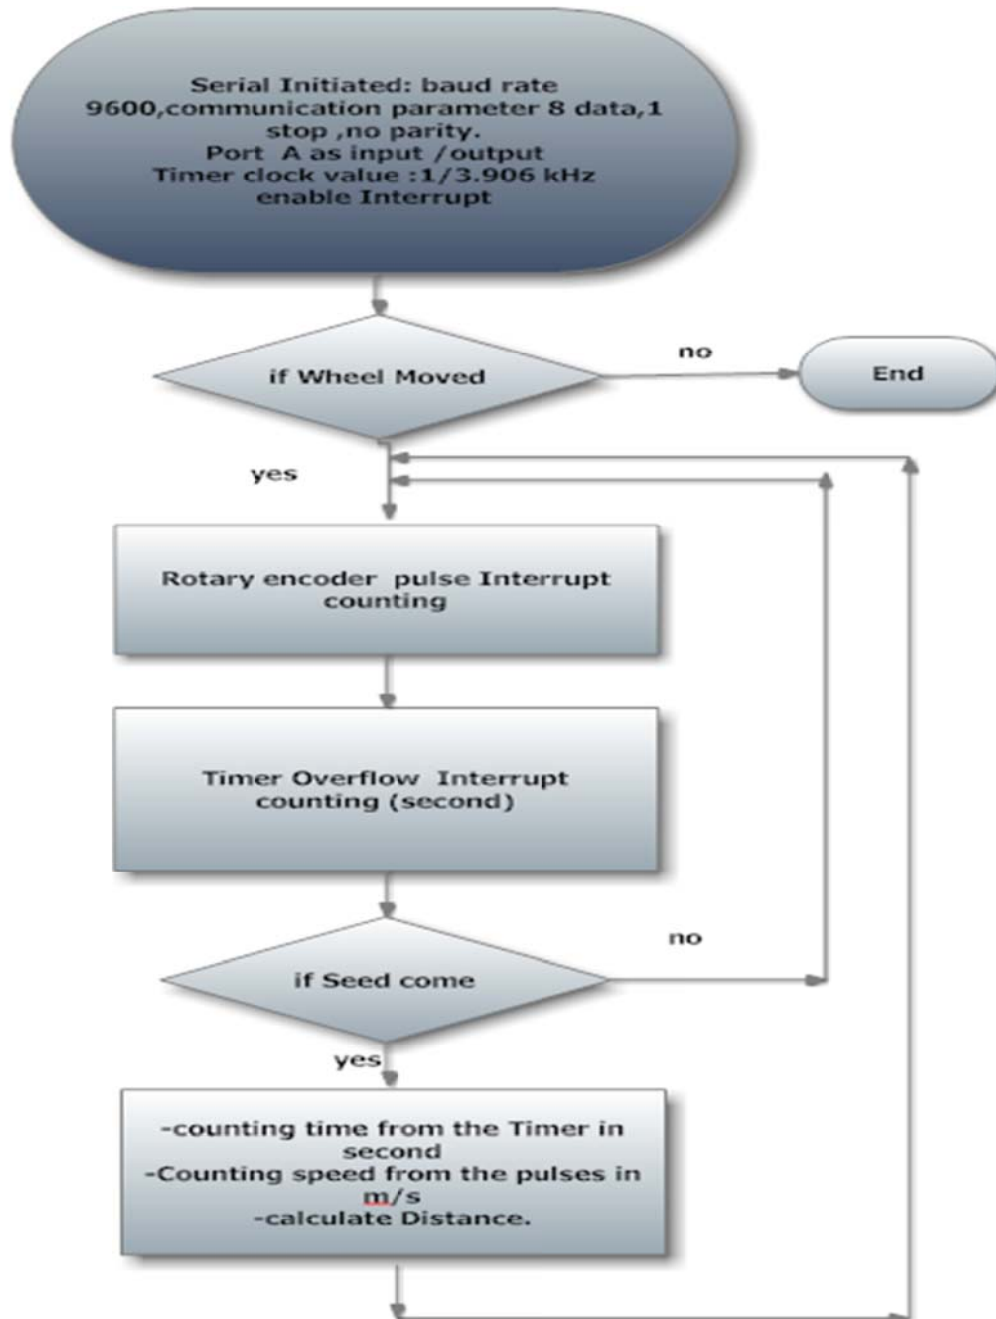 Serial Initiated: baud rate
9600,communication parameter 8 data,1
stop ,no parity.
Port A as input /output
Timer clock value :1/3.906 kHz
enable Interrupt
if Wheel Moved
no
End
yes
Rotary encoder pulse Interrupt
counting
Timer Overflow Interrupt
counting (second)
if Seed come
no
yes
-counting time from the Timer in
second
-Counting speed from the pulses in
m/s
-calculate Distance.